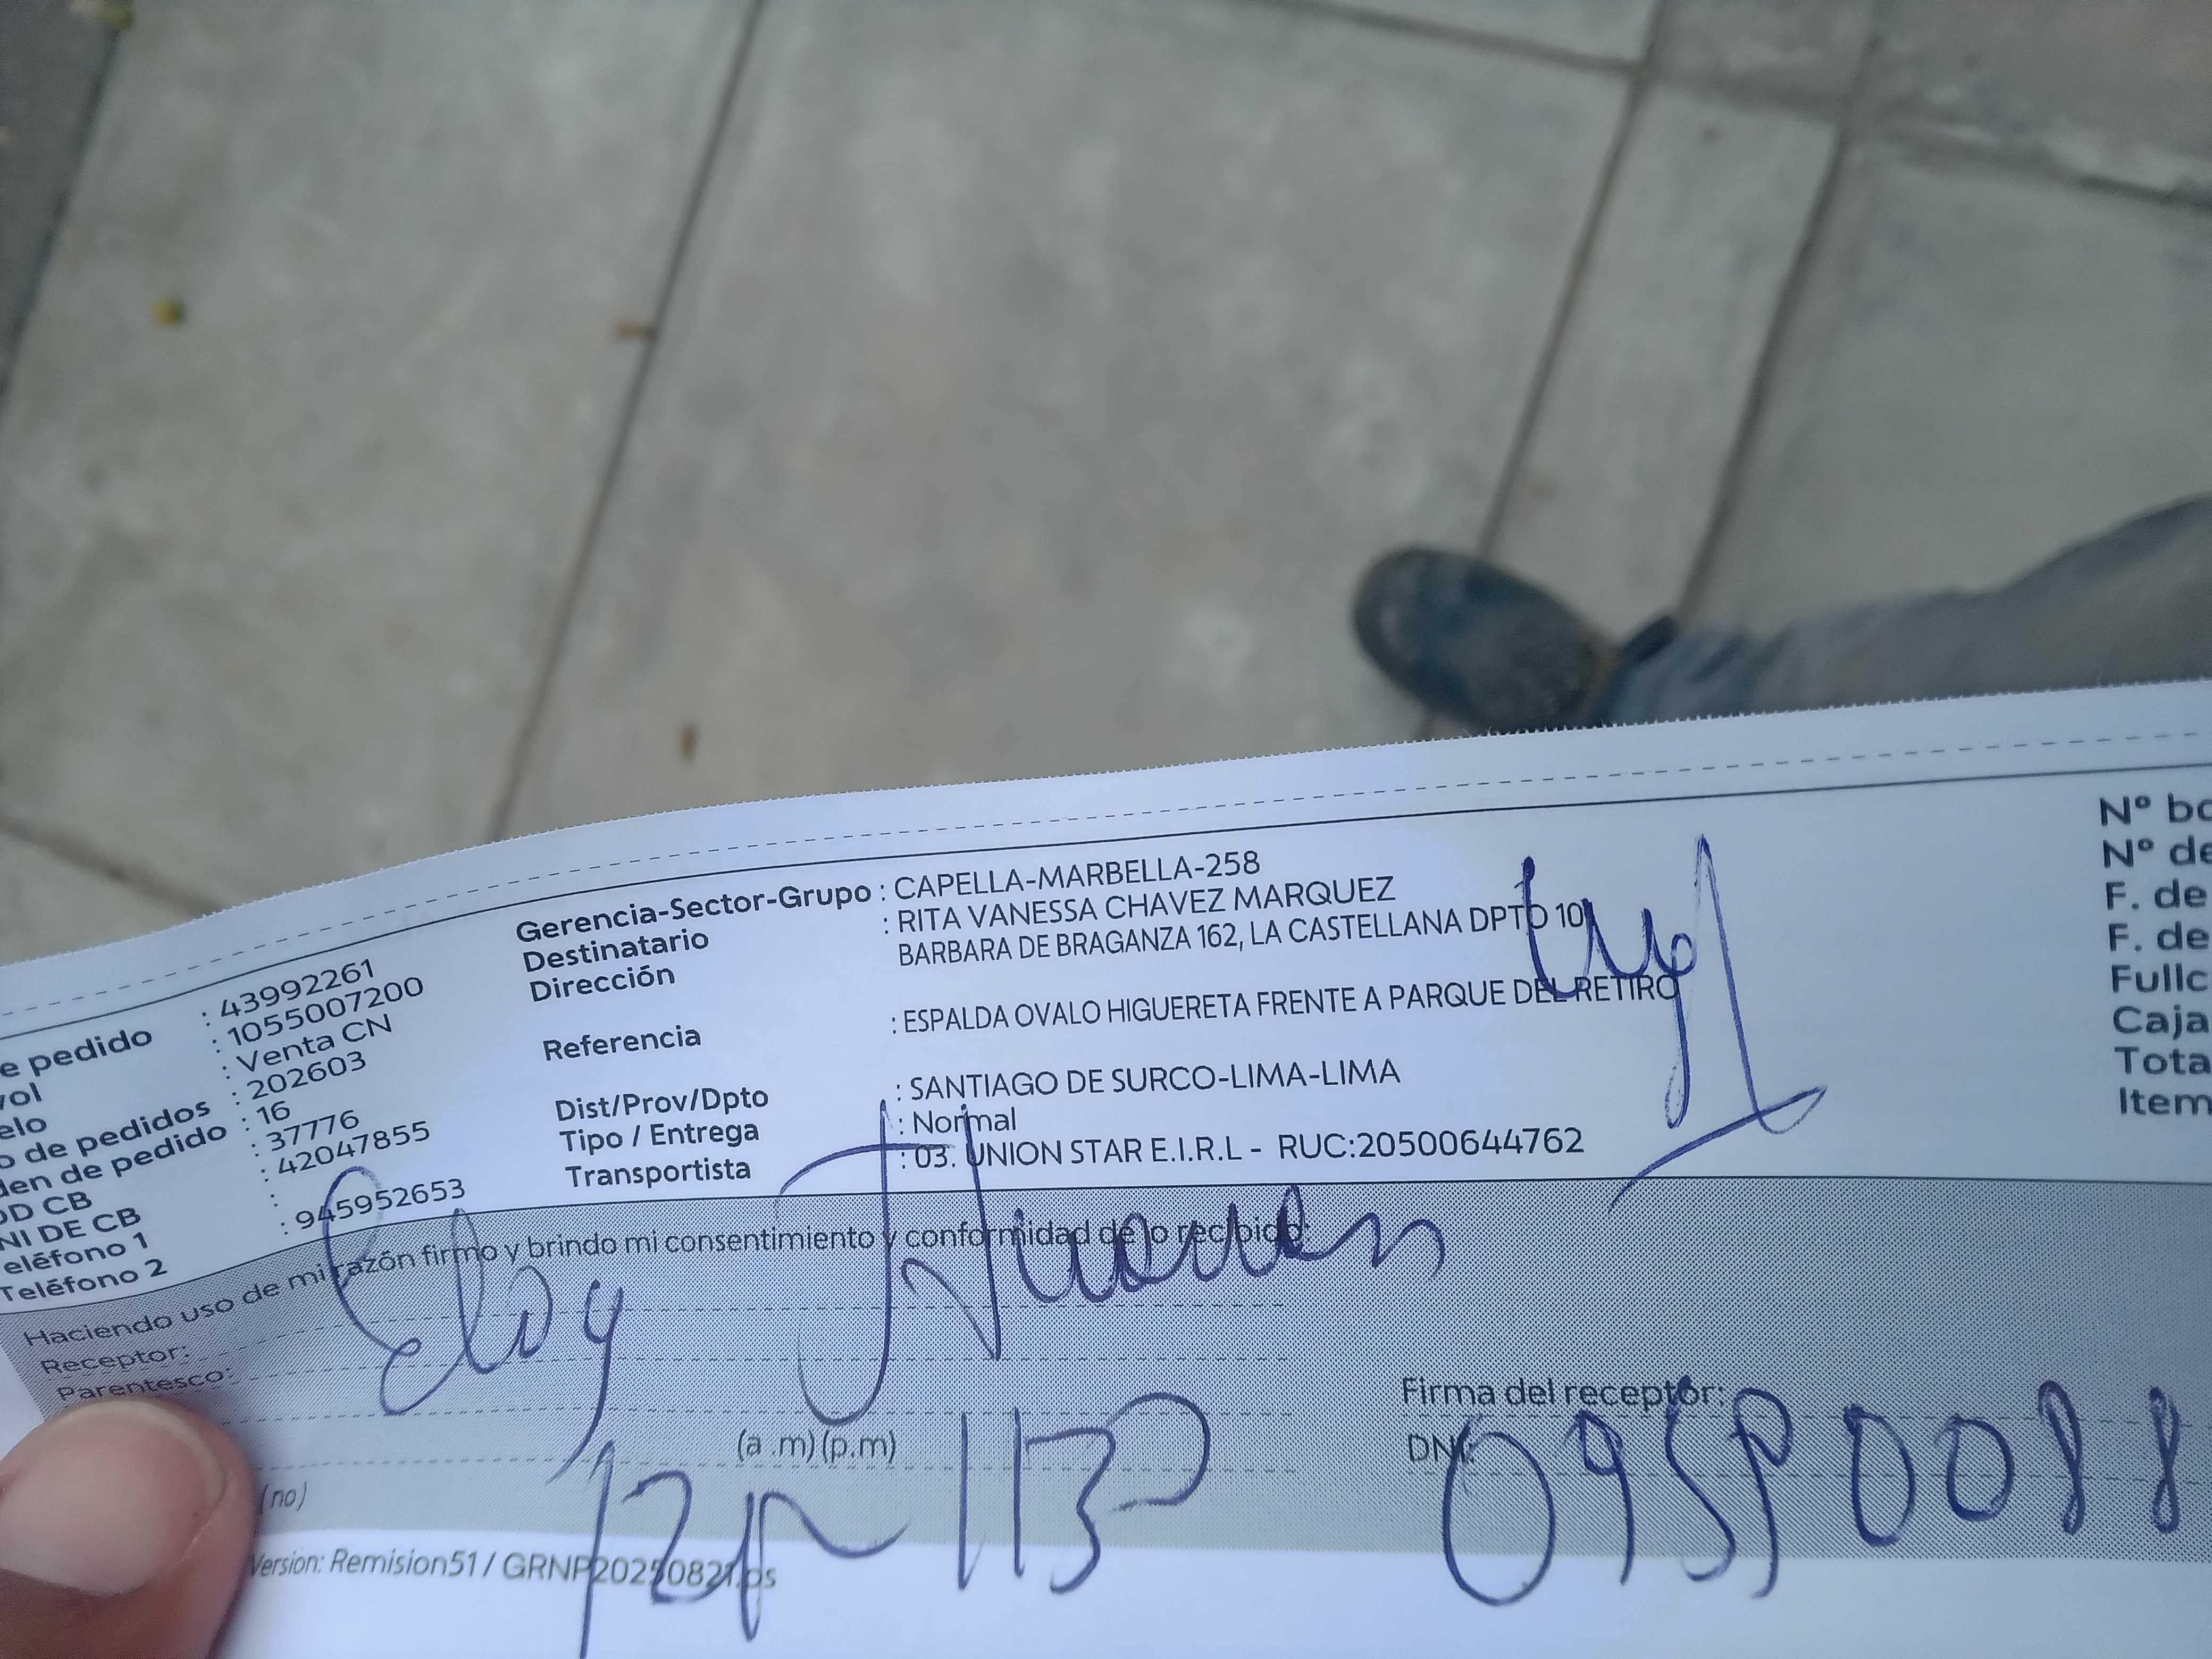 Gerencia-Sector-Grupo : CAPELLA-MARBELLA-258
Destinatario : RITA VANESSA CHAVEZ MARQUEZ
Dirección BARBARA DE BRAGANZA 162, LA CASTELLANA DPTO 10
Referencia : ESPALDA OVALO HIGUERETA FRENTE A PARQUE DEL RETIRO
Dist/Prov/Dpto : SANTIAGO DE SURCO-LIMA-LIMA
Tipo / Entrega : Normal
Transportista : 03. UNION STAR E.I.R.L - RUC:20500644762
e pedido : 43992261
vol : 1055007200
elo : Venta CN
o de pedidos : 202603
den de pedido : 16
OD CB : 37776
NI DE CB : 42047855
eléfono 1 :
Teléfono 2 : 945952653
Nº bo
Nº de
F. de
F. de
Fullc
Caja
Tota
Item
Haciendo uso de mi razón firmo y brindo mi consentimiento y conformidad de lo recibido:
Receptor: Eloy
Parentesco:
Firma del receptor:
(a .m) (p.m)
DNI:
(no)
Version: Remision51 / GRNP20250821.ps